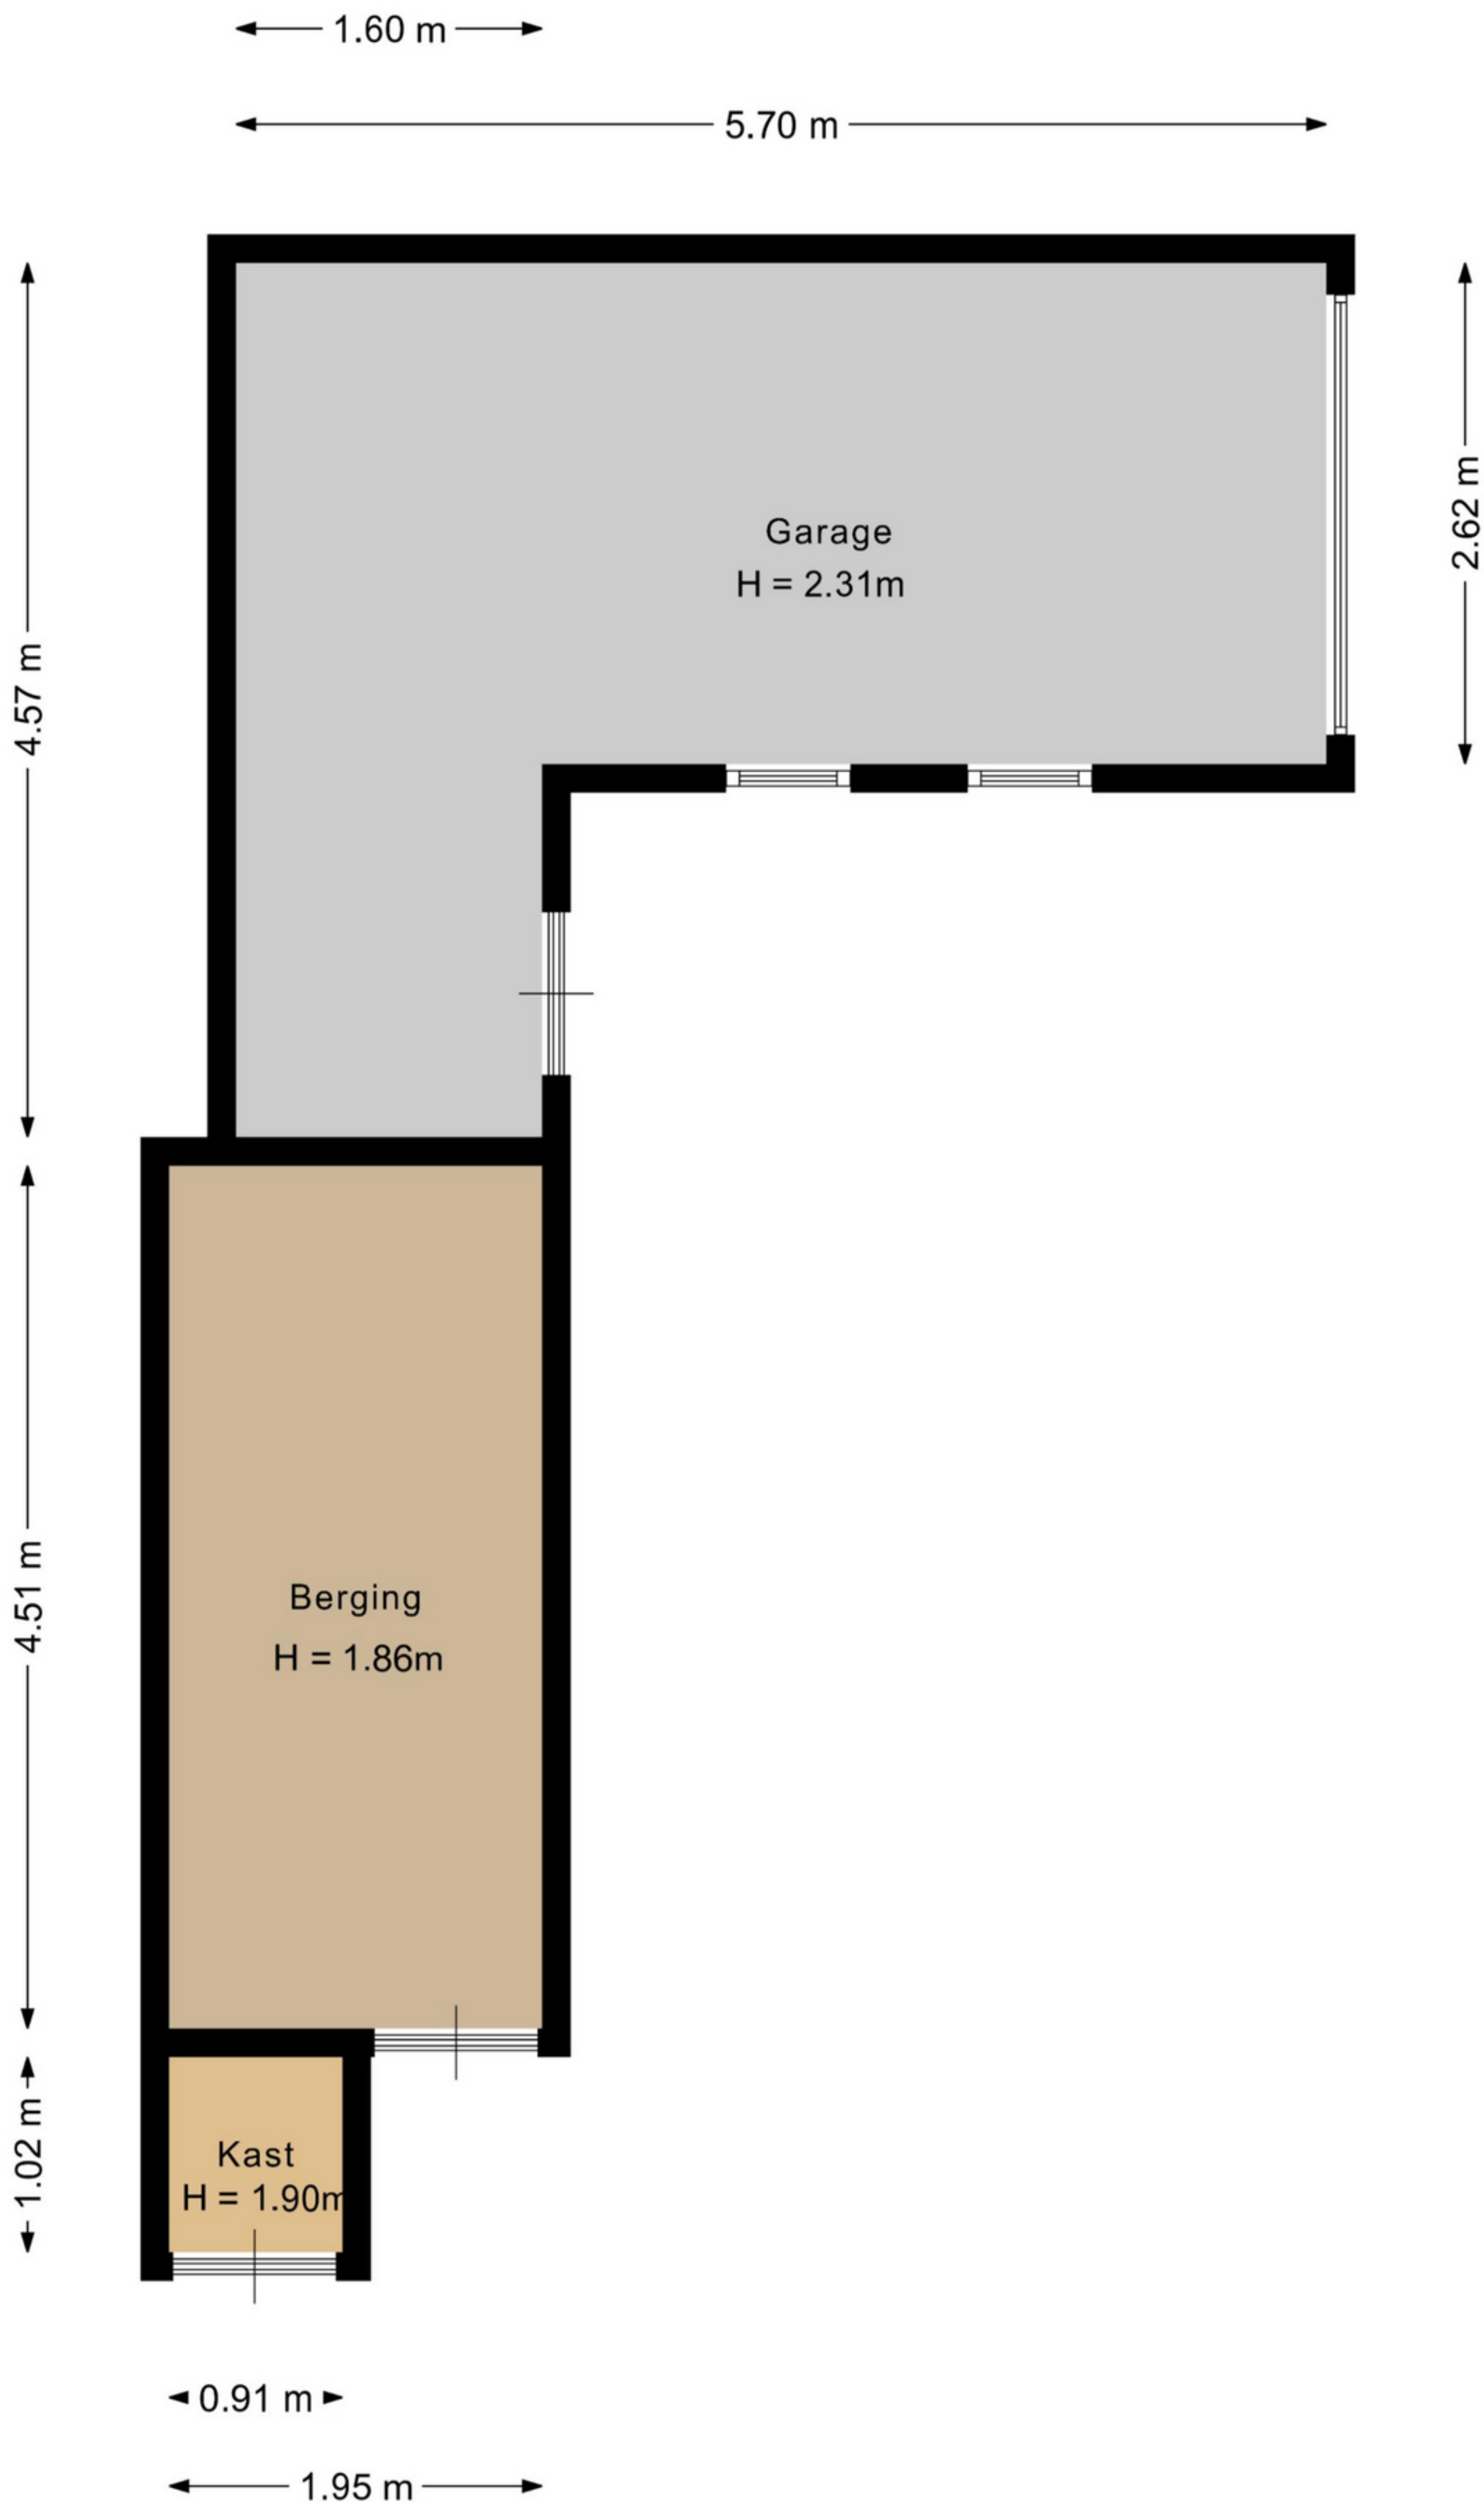 1.60 m
5.70 m
Garage
H = 2.31m
2.62 m
4.57 m
Berging
H = 1.86m
4.51 m
Kast
H = 1.90m
1.02 m
0.91 m
1.95 m